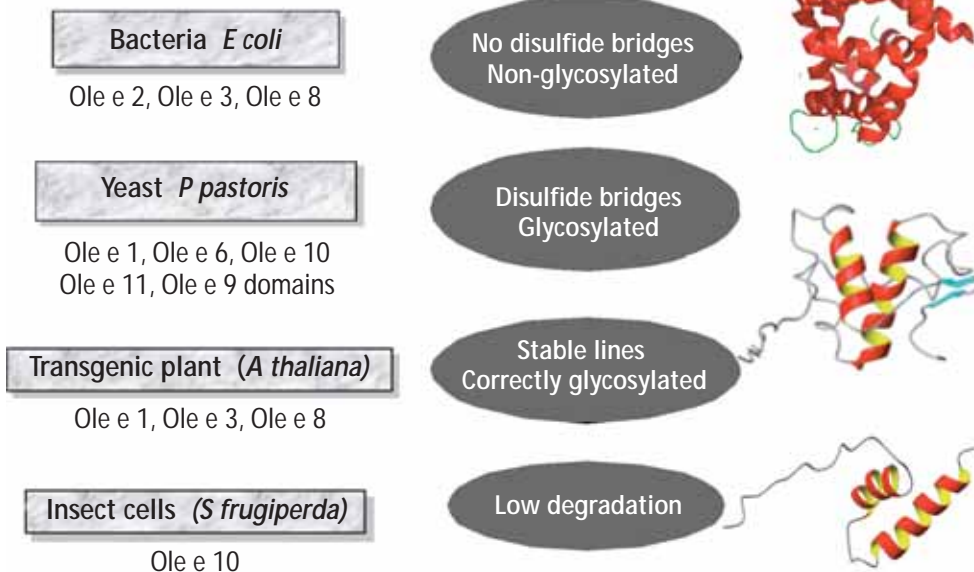 Bacteria E coli
Ole e 2, Ole e 3, Ole e 8
No disulfide bridges
Non-glycosylated
Yeast P pastoris
Ole e 1, Ole e 6, Ole e 10
Ole e 11, Ole e 9 domains
Disulfide bridges
Glycosylated
Transgenic plant (A thaliana)
Ole e 1, Ole e 3, Ole e 8
Stable lines
Correctly glycosylated
Insect cells (S frugiperda)
Ole e 10
Low degradation